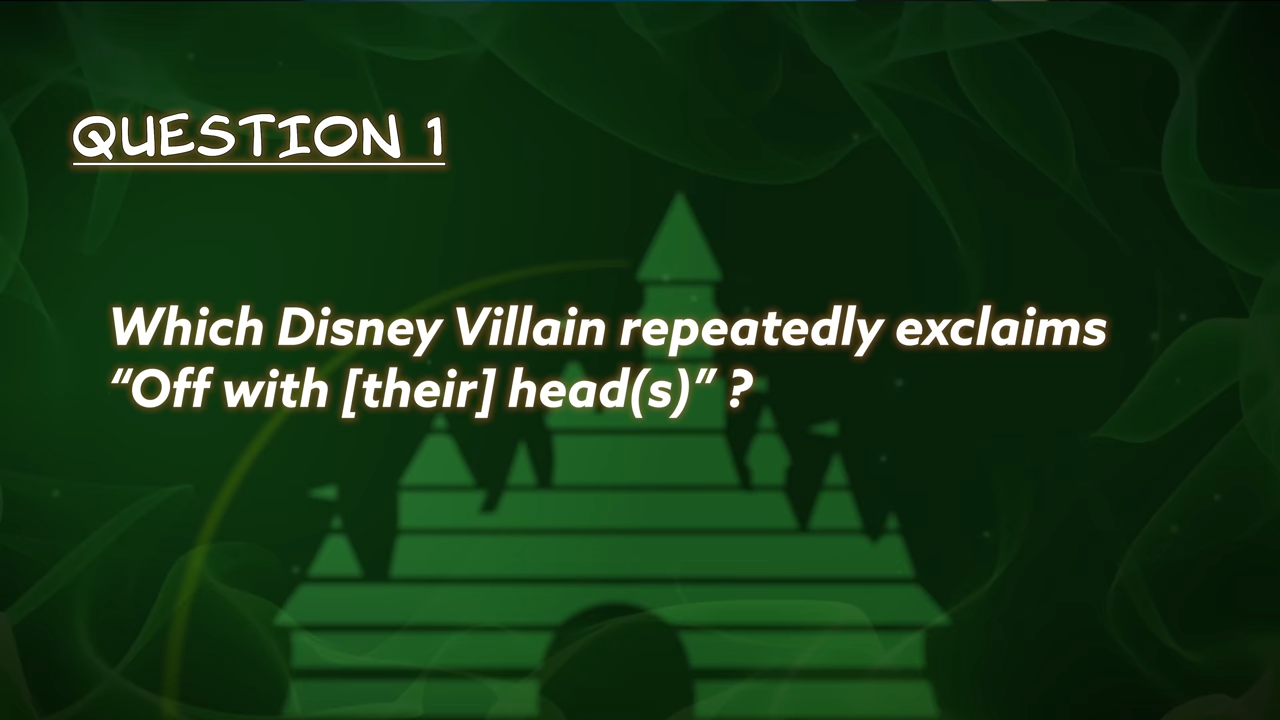 QUESTION 1
Which Disney Villain repeatedly exclaims
“Off with [their] head(s)” ?